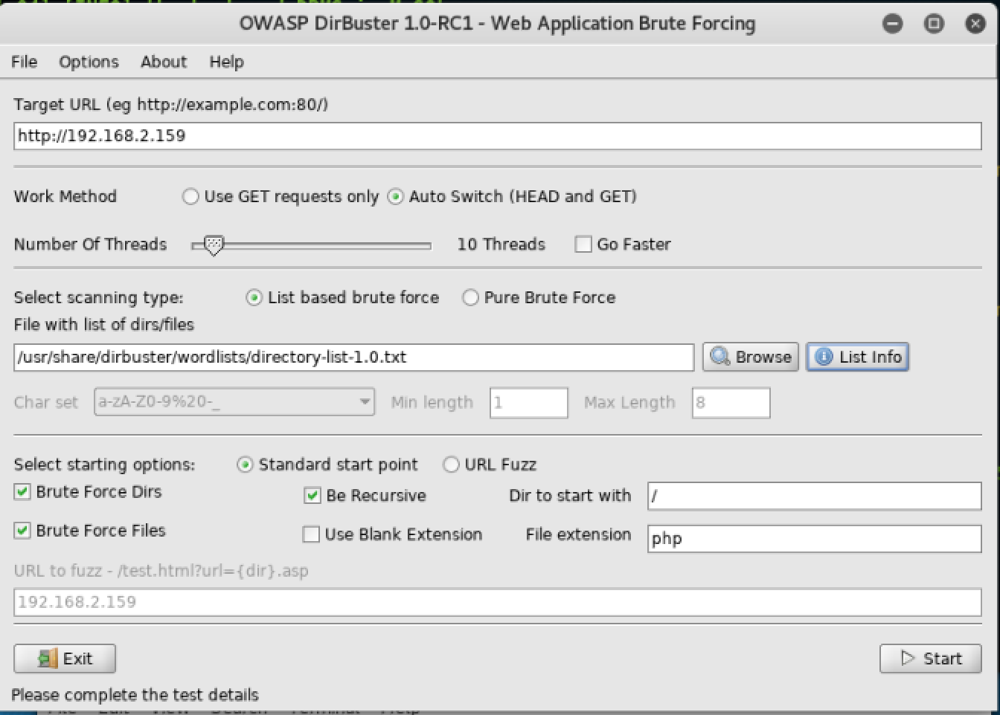 OWASP DirBuster 1.0-RC1 - Web Application Brute Forcing
File Options About Help
Target URL (eg http://example.com:80/)
http://192.168.2.159
Work Method Use GET requests only Auto Switch (HEAD and GET)
Number Of Threads 10 Threads Go Faster
Select scanning type: List based brute force Pure Brute Force
File with list of dirs/files
/usr/share/dirbuster/wordlists/directory-list-1.0.txt Browse List Info
Char set a-zA-Z0-9%20-_ Min length 1 Max Length 8
Select starting options: Standard start point URL Fuzz
Brute Force Dirs Be Recursive Dir to start with /
Brute Force Files Use Blank Extension File extension php
URL to fuzz - /test.html?url={dir}.asp
192.168.2.159
Exit Start
Please complete the test details